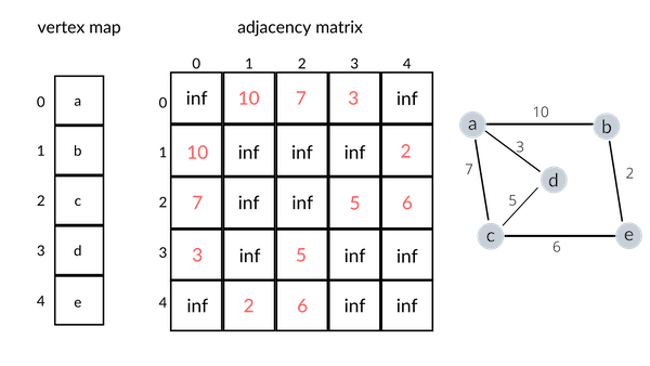 vertex map
adjacency matrix
0 1 2 3 4
0 a
1 b
2 c
3 d
4 e
0 inf 10 7 3 inf
1 10 inf inf inf 2
2 7 inf inf 5 6
3 3 inf 5 inf inf
4 inf 2 6 inf inf
10
a b
3
7 2
d
5
c e
6